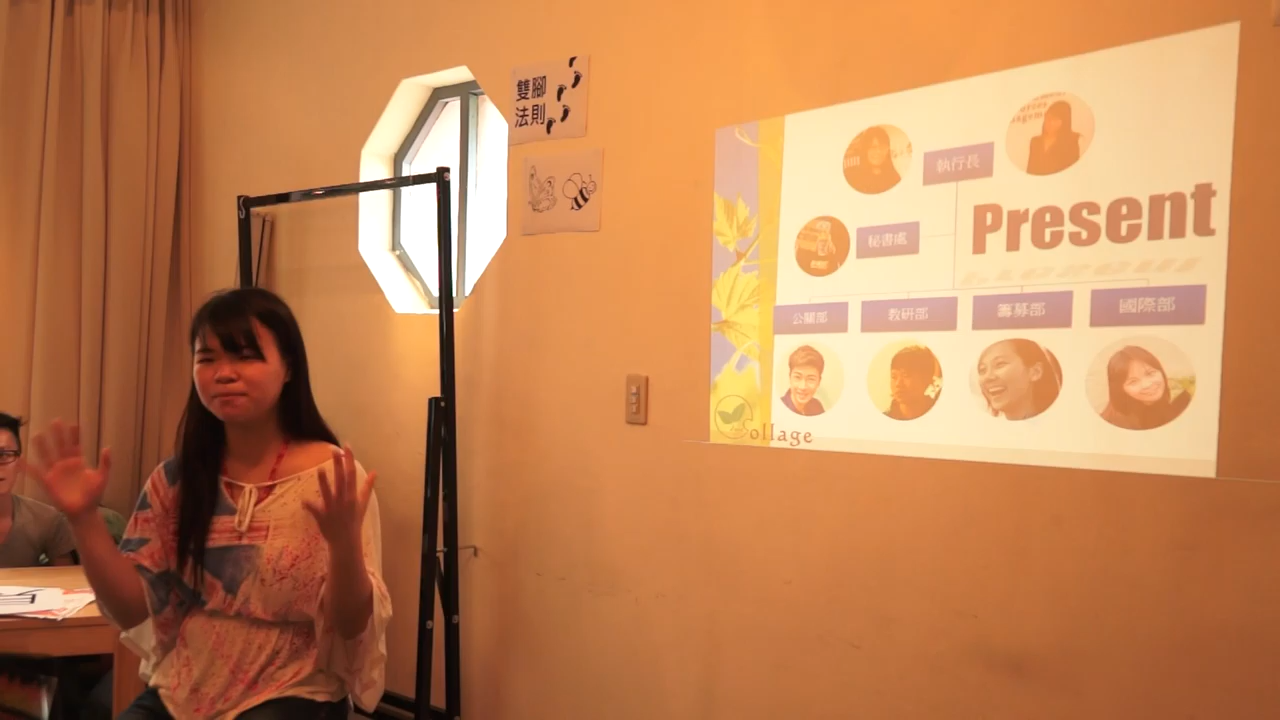 雙腳
法則
執行長
Present
秘書處
公關部
教研部
籌募部
國際部
Sollage